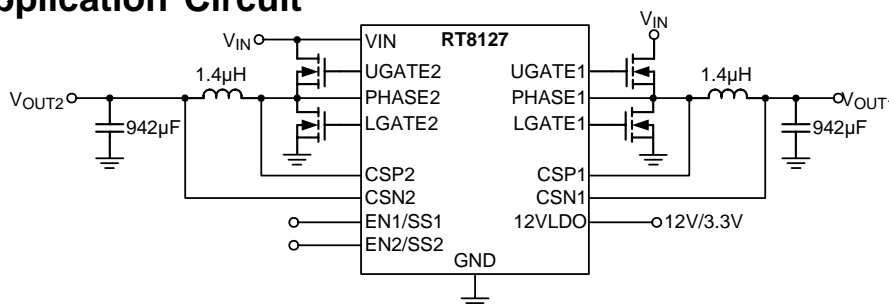 pplication Circuit
VIN
VIN RT8127
VIN
1.4µH
UGATE2
UGATE1
1.4µH
VOUT2
PHASE2
PHASE1
VOUT1
942µF
LGATE2
LGATE1
942µF
CSP2
CSP1
CSN2
CSN1
EN1/SS1
12VLDO
12V/3.3V
EN2/SS2
GND